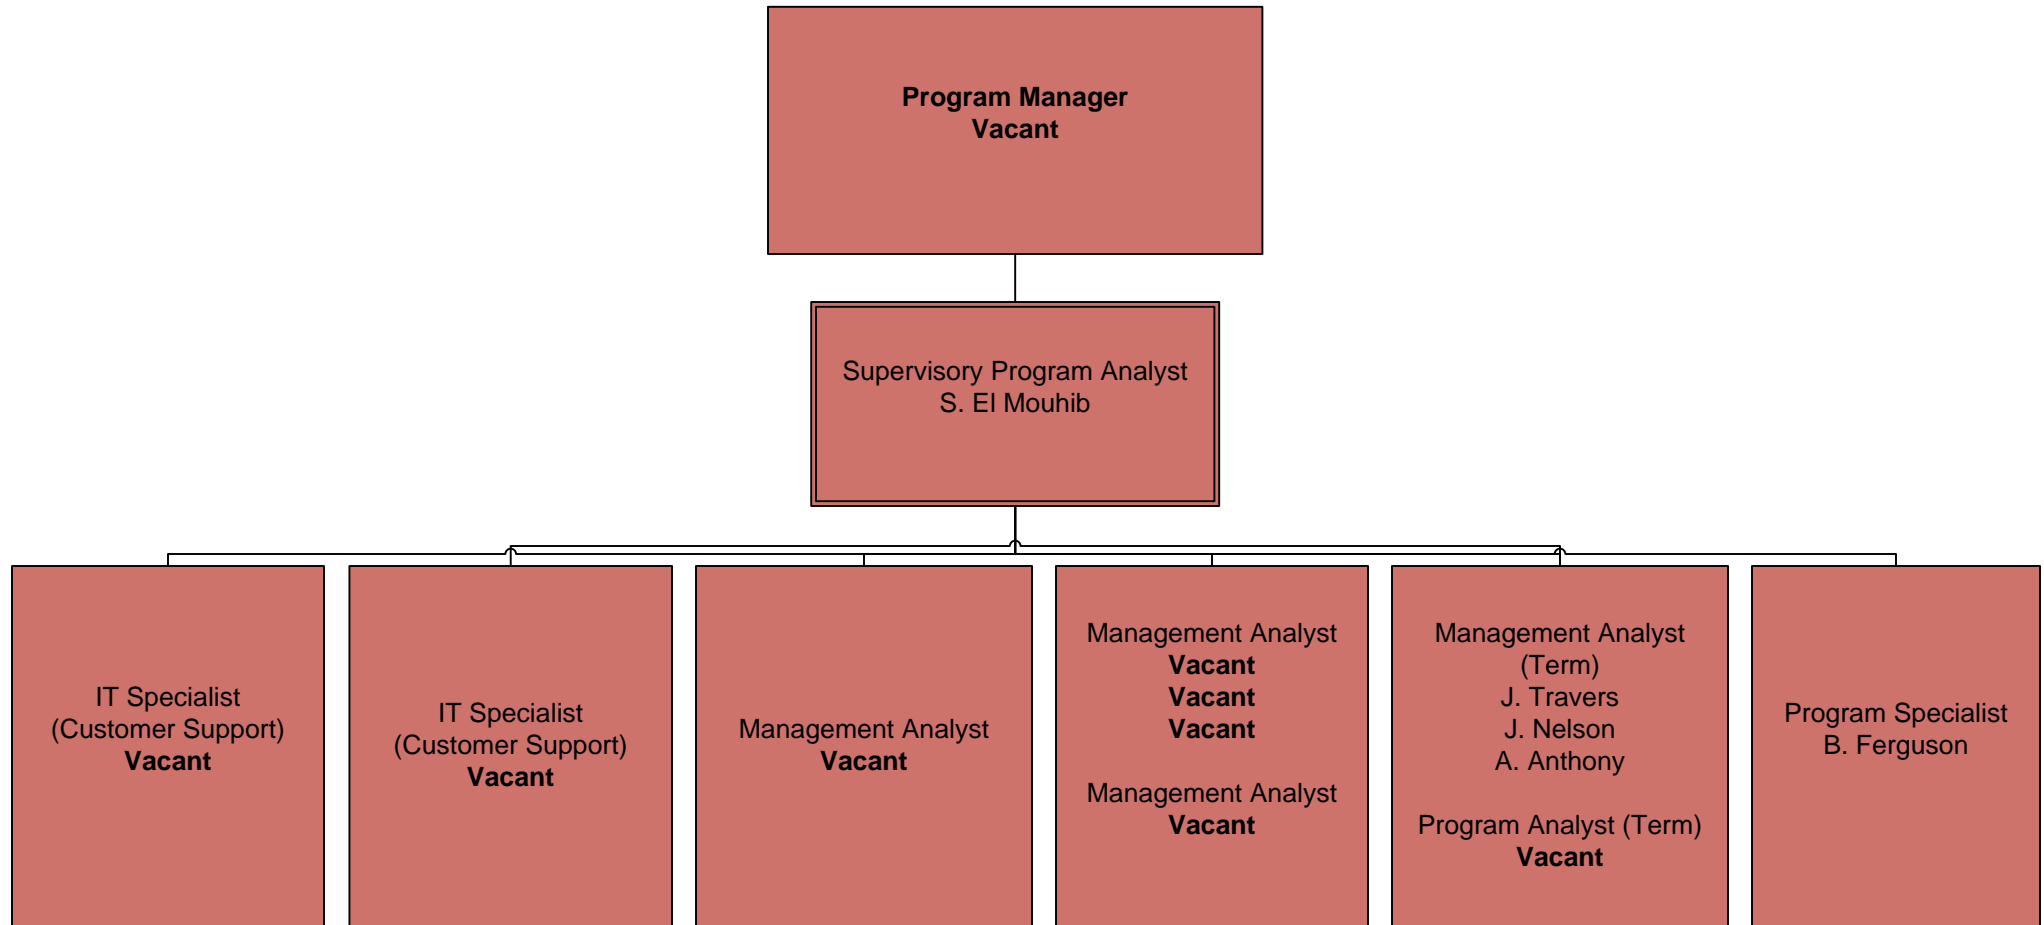 Program Manager
Vacant
Supervisory Program Analyst
S. El Mouhib
IT Specialist
(Customer Support)
Vacant
IT Specialist
(Customer Support)
Vacant
Management Analyst
Vacant
Management Analyst
Vacant
Vacant
Vacant
Management Analyst
Vacant
Management Analyst
(Term)
J. Travers
J. Nelson
A. Anthony
Program Analyst (Term)
Vacant
Program Specialist
B. Ferguson